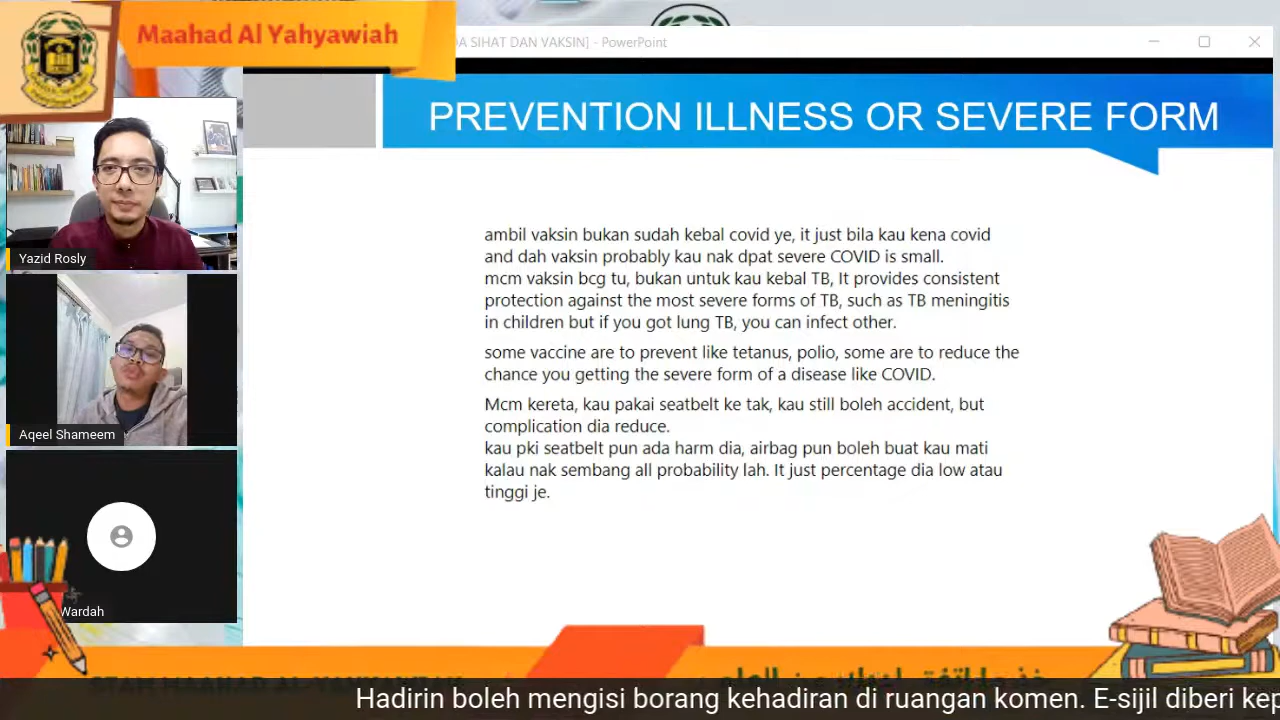 Maahad Al Yahyawiah
DA SIHAT DAN VAKSIN] - PowerPoint
PREVENTION ILLNESS OR SEVERE FORM
Yazid Rosly
Aqeel Shameem
Wardah
ambil vaksin bukan sudah kebal covid ye, it just bila kau kena covid
and dah vaksin probably kau nak dpat severe COVID is small.
mcm vaksin bcg tu, bukan untuk kau kebal TB, It provides consistent
protection against the most severe forms of TB, such as TB meningitis
in children but if you got lung TB, you can infect other.
some vaccine are to prevent like tetanus, polio, some are to reduce the
chance you getting the severe form of a disease like COVID.
Mcm kereta, kau pakai seatbelt ke tak, kau still boleh accident, but
complication dia reduce.
kau pki seatbelt pun ada harm dia, airbag pun boleh buat kau mati
kalau nak sembang all probability lah. It just percentage dia low atau
tinggi je.
Hadirin boleh mengisi borang kehadiran di ruangan komen. E-sijil diberi kep